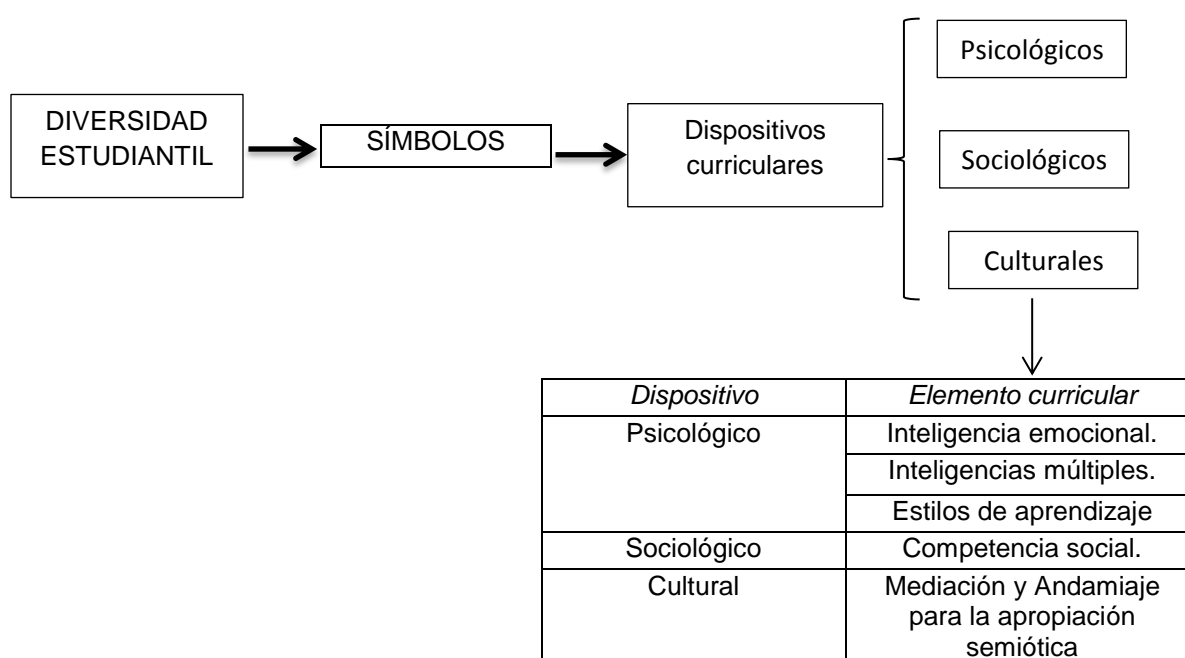 DIVERSIDAD
ESTUDIANTIL
SÍMBOLOS
Dispositivos
curriculares
Psicológicos
Sociológicos
Culturales
Dispositivo
Elemento curricular
Psicológico
Inteligencia emocional.
Inteligencias múltiples.
Estilos de aprendizaje
Sociológico
Competencia social.
Cultural
Mediación y Andamiaje
para la apropiación
semiótica